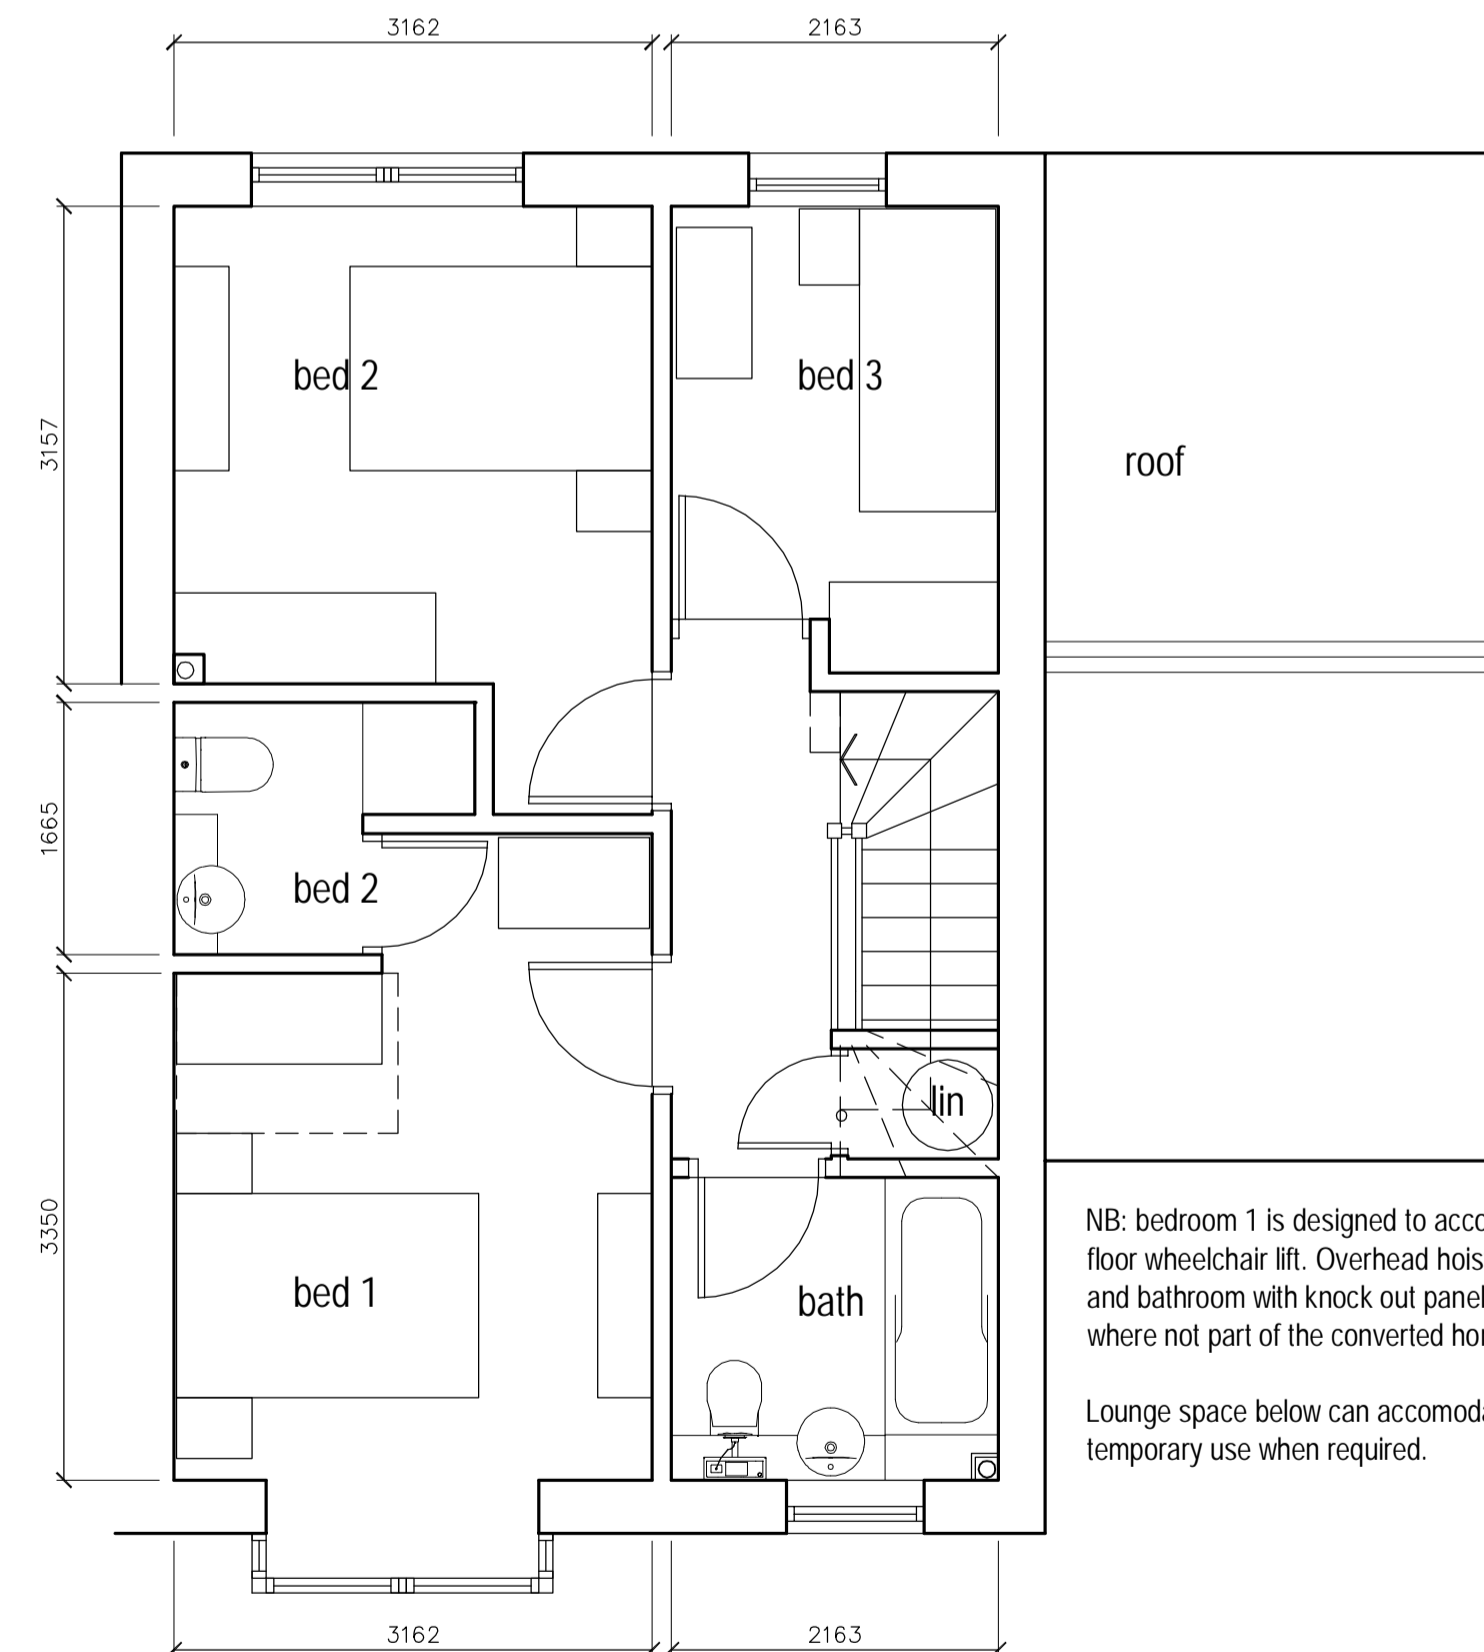 3162
2163
3157
bed 2
bed 3
roof
1665
bed 2
lin
3350
bed 1
bath
NB: bedroom 1 is designed to acco
floor wheelchair lift. Overhead hois
and bathroom with knock out panel
where not part of the converted hor
Lounge space below can accomoda
temporary use when required.
3162
2163